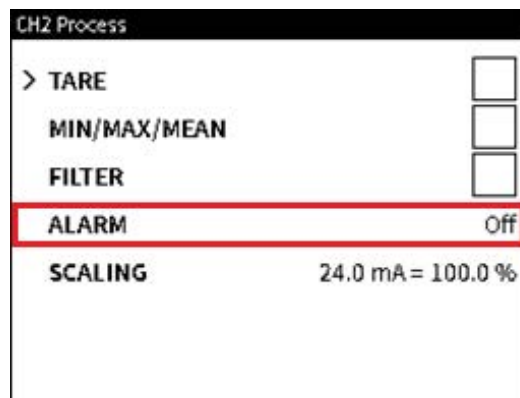 CH2 Process
> TARE
MIN/MAX/MEAN
FILTER
ALARM Off
SCALING 24.0 mA = 100.0 %